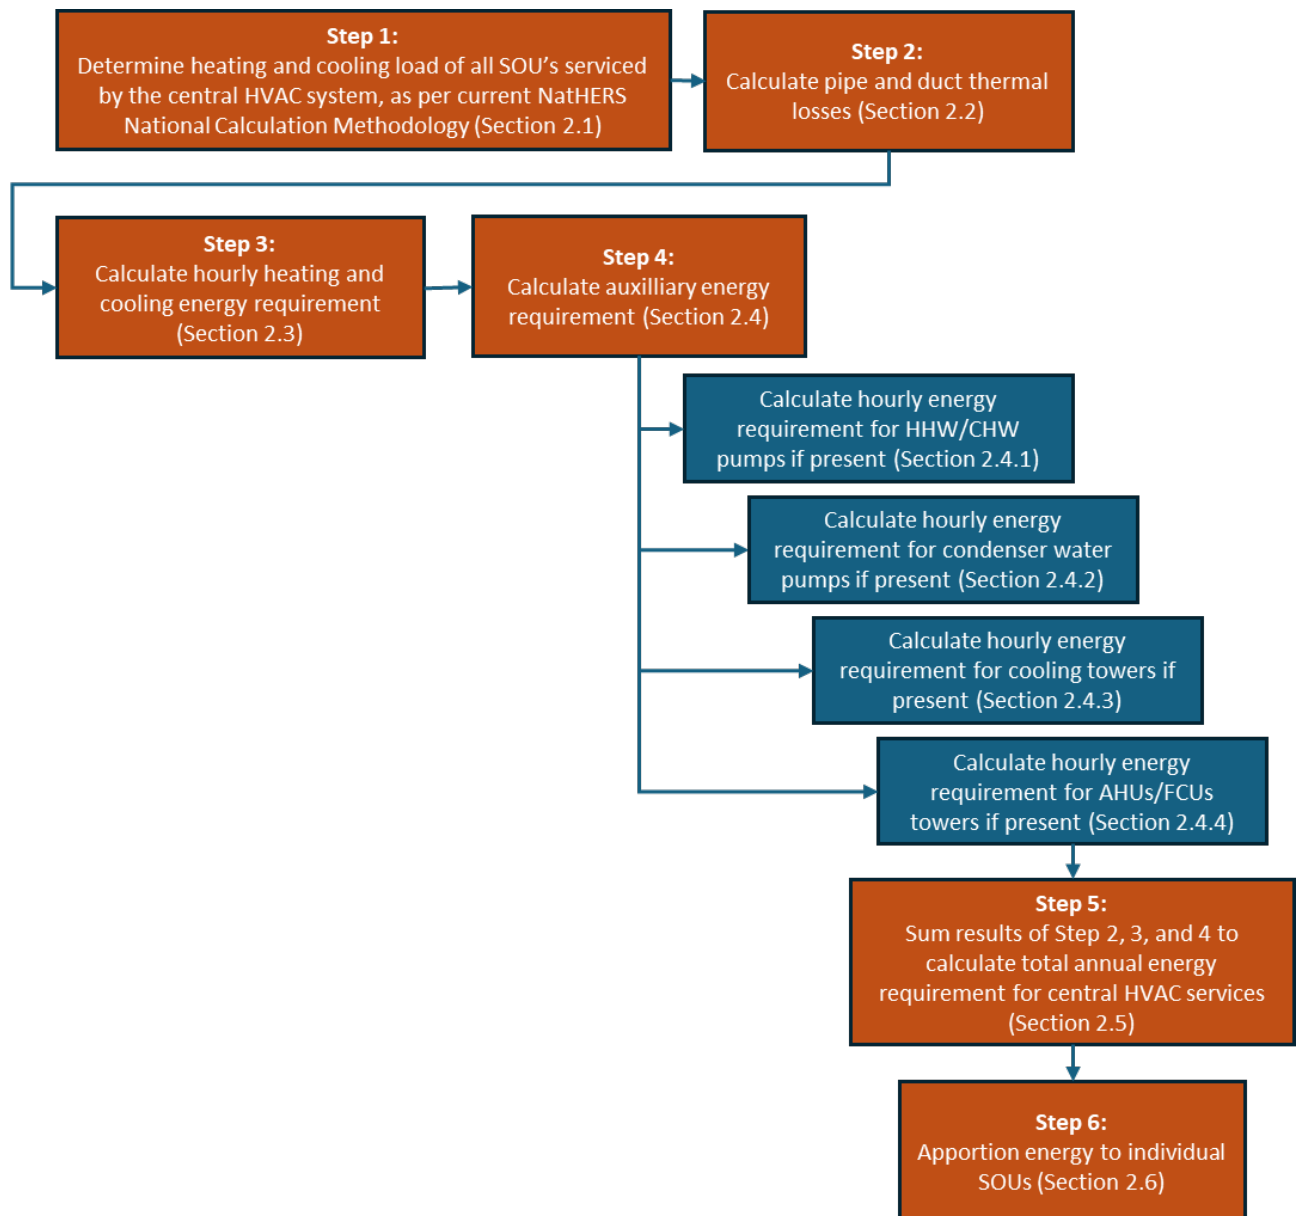 Step 1:
Determine heating and cooling load of all SOU's serviced
by the central HVAC system, as per current NatHERS
National Calculation Methodology (Section 2.1)
Step 2:
Calculate pipe and duct thermal
losses (Section 2.2)
Step 3:
Calculate hourly heating and
cooling energy requirement
(Section 2.3)
Step 4:
Calculate auxilliary energy
requirement (Section 2.4)
Calculate hourly energy
requirement for HHW/CHW
pumps if present (Section 2.4.1)
Calculate hourly energy
requirement for condenser water
pumps if present (Section 2.4.2)
Calculate hourly energy
requirement for cooling towers if
present (Section 2.4.3)
Calculate hourly energy
requirement for AHUs/FCUs
towers if present (Section 2.4.4)
Step 5:
Sum results of Step 2, 3, and 4 to
calculate total annual energy
requirement for central HVAC services
(Section 2.5)
Step 6:
Apportion energy to individual
SOUs (Section 2.6)